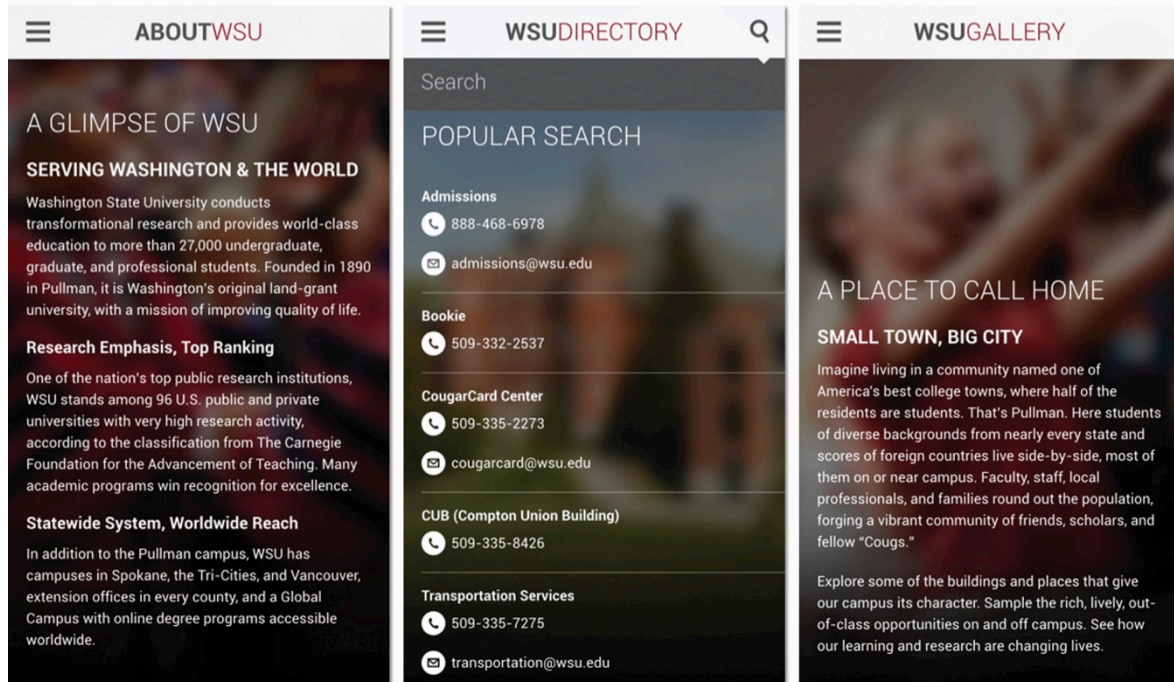 ABOUTWSU
A GLIMPSE OF WSU
SERVING WASHINGTON & THE WORLD
Washington State University conducts
transformational research and provides world-class
education to more than 27,000 undergraduate,
graduate, and professional students. Founded in 1890
in Pullman, it is Washington's original land-grant
university, with a mission of improving quality of life.
Research Emphasis, Top Ranking
One of the nation's top public research institutions,
WSU stands among 96 U.S. public and private
universities with very high research activity,
according to the classification from The Carnegie
Foundation for the Advancement of Teaching. Many
academic programs win recognition for excellence.
Statewide System, Worldwide Reach
In addition to the Pullman campus, WSU has
campuses in Spokane, the Tri-Cities, and Vancouver,
extension offices in every county, and a Global
Campus with online degree programs accessible
worldwide.
WSUDIRECTORY
Search
POPULAR SEARCH
Admissions
888-468-6978
admissions@wsu.edu
Bookie
509-332-2537
CougarCard Center
509-335-2273
cougarcard@wsu.edu
CUB (Compton Union Building)
509-335-8426
Transportation Services
509-335-7275
transportation@wsu.edu
WSUGALLERY
A PLACE TO CALL HOME
SMALL TOWN, BIG CITY
Imagine living in a community named one of
America's best college towns, where half of the
residents are students. That's Pullman. Here students
of diverse backgrounds from nearly every state and
scores of foreign countries live side-by-side, most of
them on or near campus. Faculty, staff, local
professionals, and families round out the population,
forging a vibrant community of friends, scholars, and
fellow “Cougs.”
Explore some of the buildings and places that give
our campus its character. Sample the rich, lively, out-
of-class opportunities on and off campus. See how
our learning and research are changing lives.